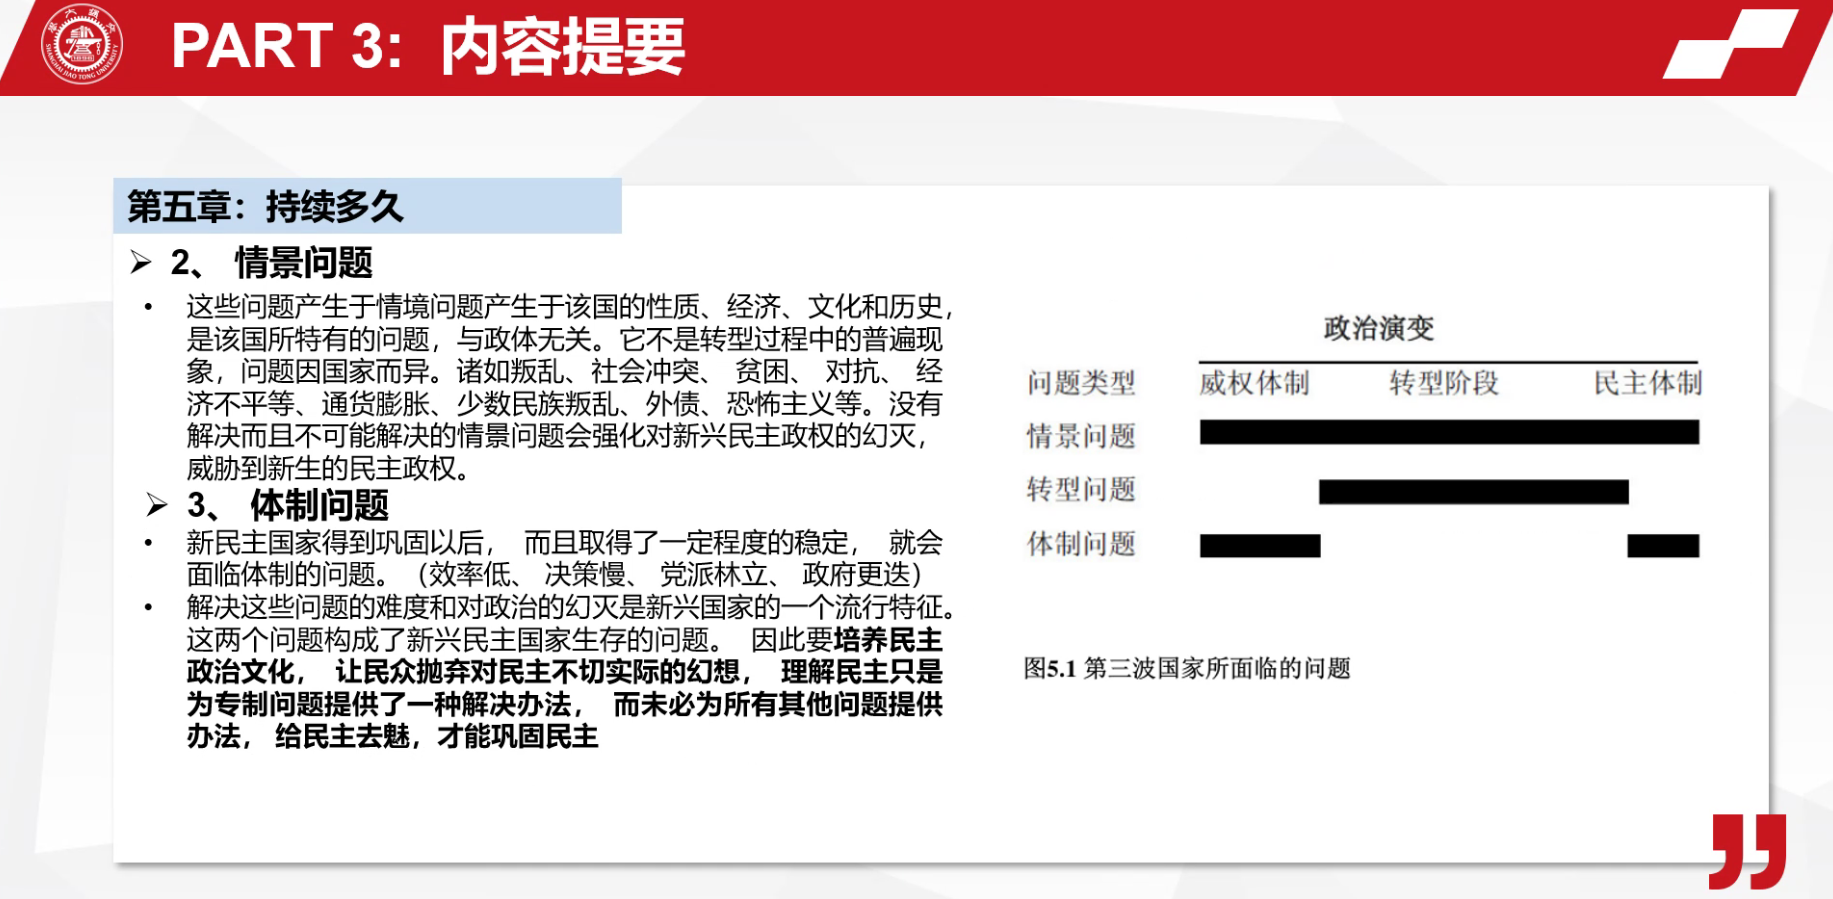 PART 3: 内容提要
第五章：持续多久
➢ 2、 情景问题
• 这些问题产生于情境问题产生于该国的性质、经济、文化和历史，
是该国所特有的问题，与政体无关。它不是转型过程中的普遍现
象，问题因国家而异。诸如叛乱、社会冲突、 贫困、 对抗、 经
济不平等、通货膨胀、少数民族叛乱、外债、恐怖主义等。没有
解决而且不可能解决的情景问题会强化对新兴民主政权的幻灭，
威胁到新生的民主政权。
➢ 3、 体制问题
• 新民主国家得到巩固以后， 而且取得了一定程度的稳定， 就会
面临体制的问题。（效率低、 决策慢、 党派林立、 政府更迭）
• 解决这些问题的难度和对政治的幻灭是新兴国家的一个流行特征。
这两个问题构成了新兴民主国家生存的问题。 因此要培养民主
政治文化， 让民众抛弃对民主不切实际的幻想， 理解民主只是
为专制问题提供了一种解决办法， 而未必为所有其他问题提供
办法， 给民主去魅，才能巩固民主
政治演变
问题类型 威权体制 转型阶段 民主体制
情景问题
转型问题
体制问题
图5.1 第三波国家所面临的问题
SHANGHAI JIAO TONG UNIVERSITY
1896